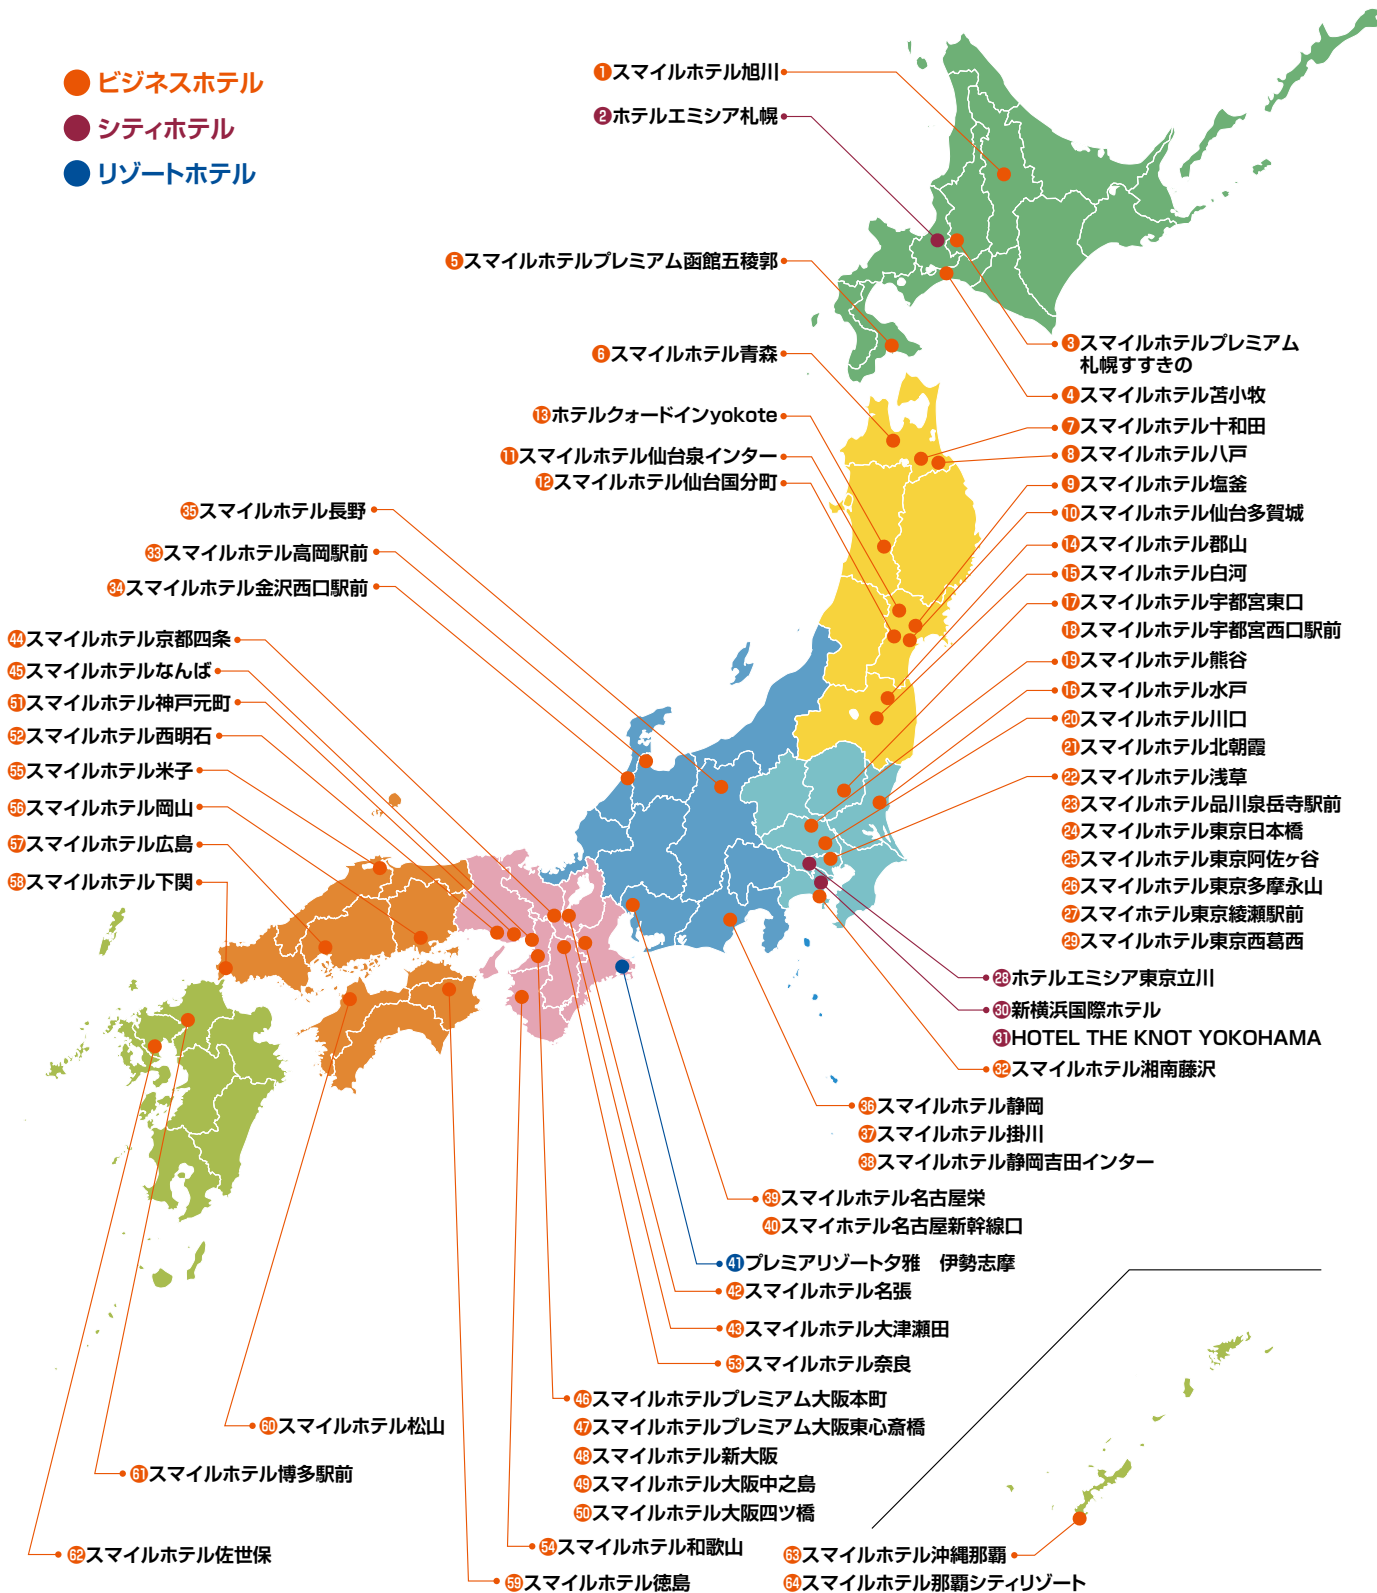 ビジネスホテル
シティホテル
リゾートホテル
1スマイルホテル旭川
2ホテルエミシア札幌
5スマイルホテルプレミアム函館五稜郭
3スマイルホテルプレミアム
札幌すすきの
6スマイルホテル青森
4スマイルホテル苫小牧
13ホテルクォードインyokote
7スマイルホテル十和田
11スマイルホテル仙台泉インター
8スマイルホテル八戸
12スマイルホテル仙台国分町
9スマイルホテル塩釜
10スマイルホテル仙台多賀城
14スマイルホテル郡山
15スマイルホテル白河
17スマイルホテル宇都宮東口
18スマイルホテル宇都宮西口駅前
19スマイルホテル熊谷
16スマイルホテル水戸
20スマイルホテル川口
21スマイルホテル北朝霞
22スマイルホテル浅草
23スマイルホテル品川泉岳寺駅前
24スマイルホテル東京日本橋
25スマイルホテル東京阿佐ヶ谷
26スマイルホテル東京多摩永山
27スマイホテル東京綾瀬駅前
29スマイルホテル東京西葛西
28ホテルエミシア東京立川
30新横浜国際ホテル
31HOTEL THE KNOT YOKOHAMA
32スマイルホテル湘南藤沢
35スマイルホテル長野
33スマイルホテル高岡駅前
34スマイルホテル金沢西口駅前
44スマイルホテル京都四条
45スマイルホテルなんば
51スマイルホテル神戸元町
52スマイルホテル西明石
55スマイルホテル米子
56スマイルホテル岡山
57スマイルホテル広島
58スマイルホテル下関
36スマイルホテル静岡
37スマイルホテル掛川
38スマイルホテル静岡吉田インター
39スマイルホテル名古屋栄
40スマイホテル名古屋新幹線口
41プレミアリゾート夕雅　伊勢志摩
42スマイルホテル名張
43スマイルホテル大津瀬田
53スマイルホテル奈良
46スマイルホテルプレミアム大阪本町
47スマイルホテルプレミアム大阪東心斎橋
48スマイルホテル新大阪
49スマイルホテル大阪中之島
50スマイルホテル大阪四ツ橋
54スマイルホテル和歌山
59スマイルホテル徳島
60スマイルホテル松山
61スマイルホテル博多駅前
62スマイルホテル佐世保
63スマイルホテル沖縄那覇
64スマイルホテル那覇シティリゾート